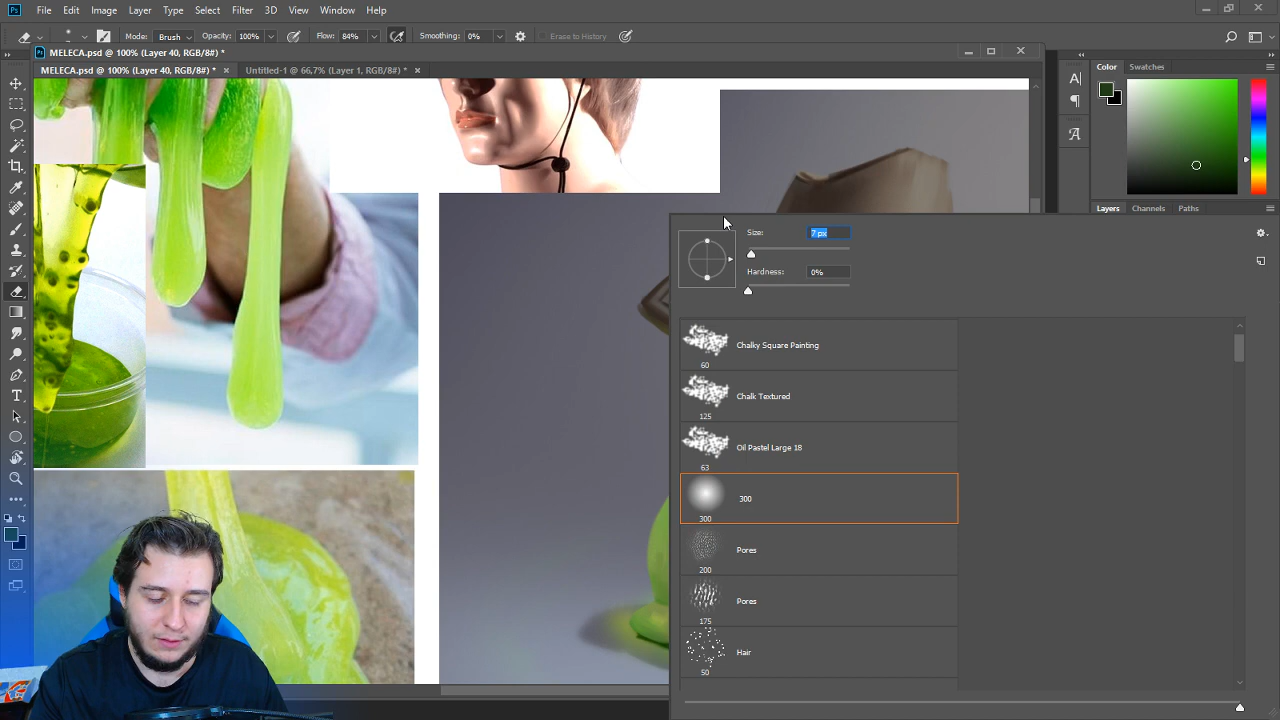 Ps File Edit Image Layer Type Select Filter 3D View Window Help
Mode: Brush Opacity: 100% Flow: 84% Smoothing: 0% Erase to History
MELECA.psd @ 100% (Layer 40, RGB/8#) *
MELECA.psd @ 100% (Layer 40, RGB/8#) * × Untitled-1 @ 66,7% (Layer 1, RGB/8#) * ×
Color Swatches
Layers Channels Paths
Size: 7 px
Hardness: 0%
Chalky Square Painting
60
Chalk Textured
125
Oil Pastel Large 18
63
300
300
Pores
200
Pores
175
Hair
50